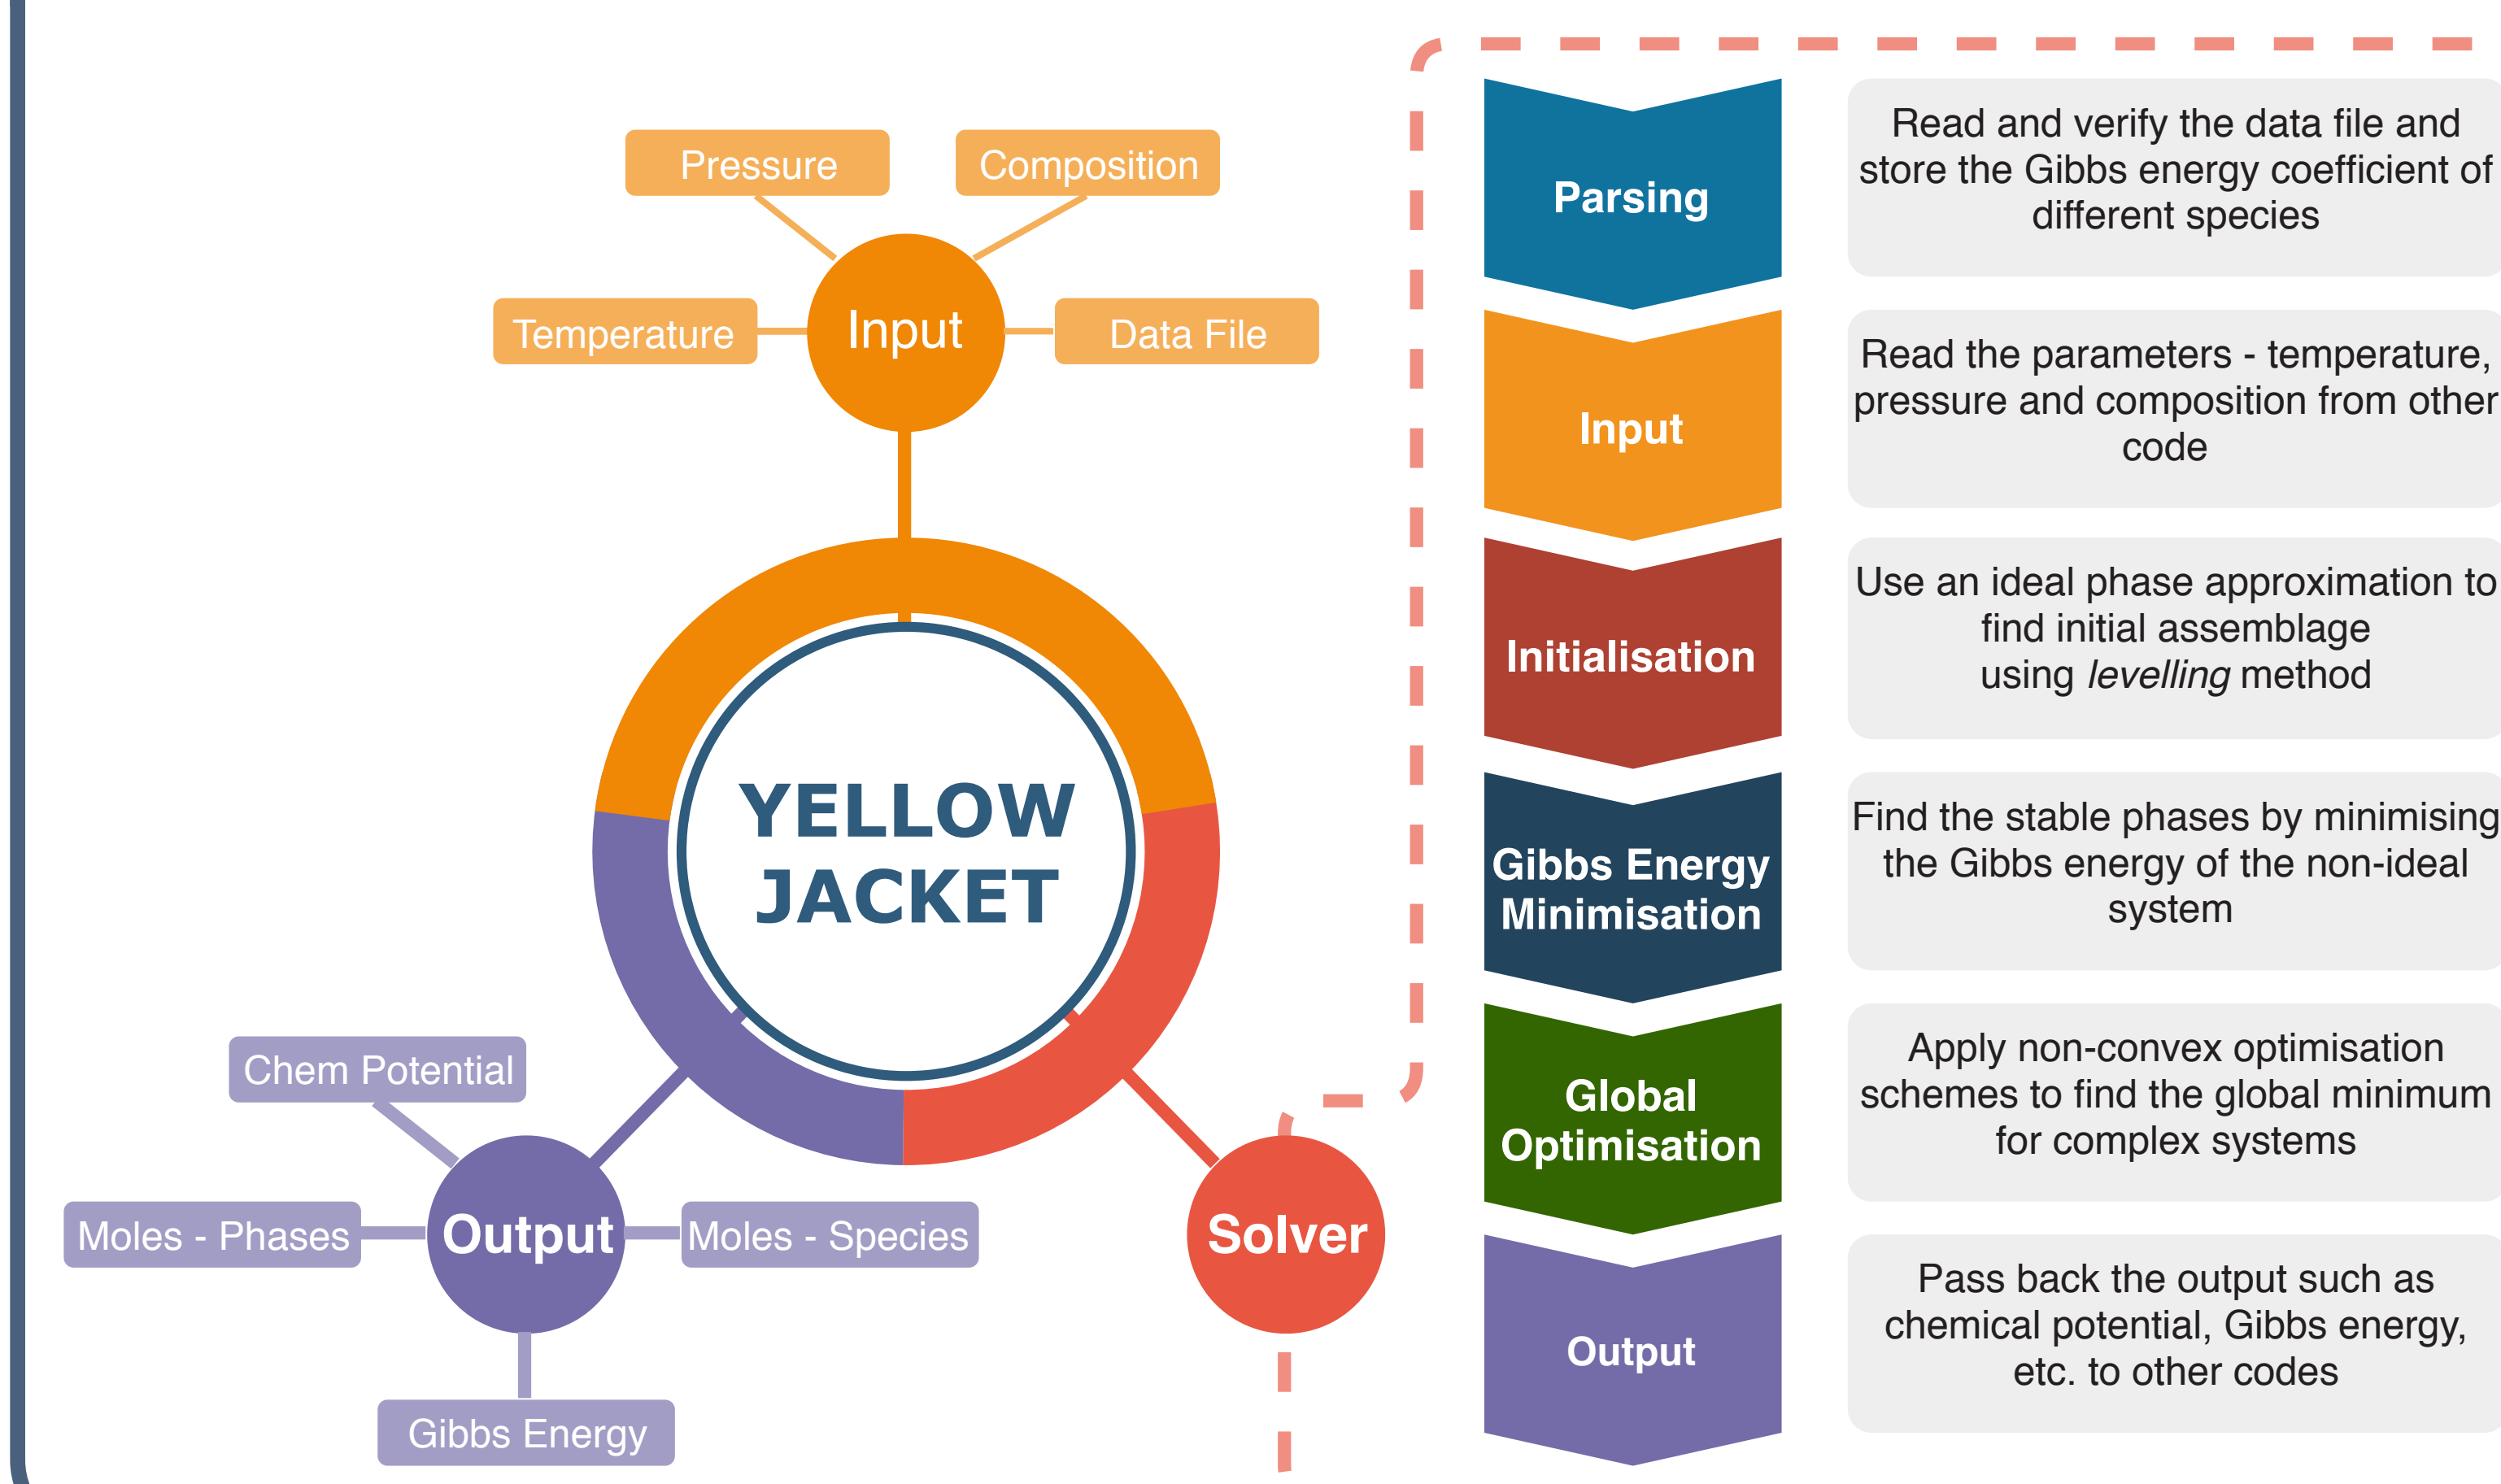 Pressure
Composition
Temperature
Input
Data File
YELLOW
JACKET
Chem Potential
Moles - Phases
Output
Moles - Species
Gibbs Energy
Solver
Parsing
Read and verify the data file and
store the Gibbs energy coefficient of
different species
Input
Read the parameters - temperature,
pressure and composition from other
code
Initialisation
Use an ideal phase approximation to
find initial assemblage
using levelling method
Gibbs Energy
Minimisation
Find the stable phases by minimising
the Gibbs energy of the non-ideal
system
Global
Optimisation
Apply non-convex optimisation
schemes to find the global minimum
for complex systems
Output
Pass back the output such as
chemical potential, Gibbs energy,
etc. to other codes